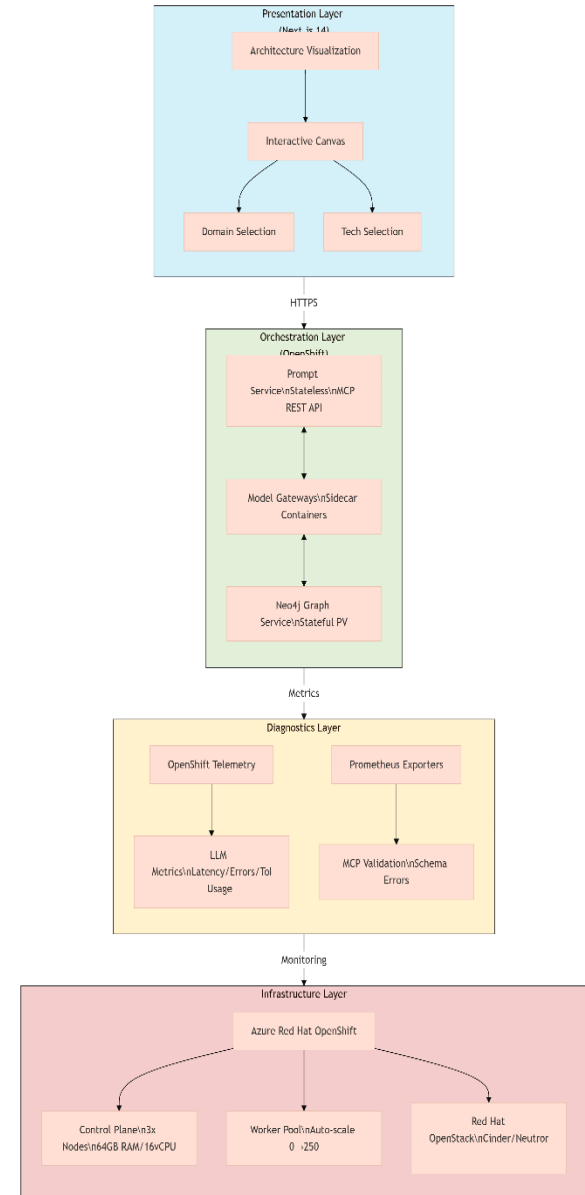 Presentation Layer
(Next.js 14)
Architecture Visualization
Interactive Canvas
Domain Selection
Tech Selection
HTTPS
Orchestration Layer
(OpenShift)
Prompt
Service\nStateless\nMCP
REST API
Model Gateways\nSidecar
Containers
Neo4j Graph
Service\nStateful PV
Metrics
Diagnostics Layer
OpenShift Telemetry
Prometheus Exporters
LLM
Metrics\nLatency/Errors/Tol
Usage
MCP Validation\nSchema
Errors
Monitoring
Infrastructure Layer
Azure Red Hat OpenShift
Control Plane\n3x
Nodes\n64GB RAM/16vCPU
Worker Pool\nAuto-scale
0→250
Red Hat
OpenStack\nCinder/Neutror